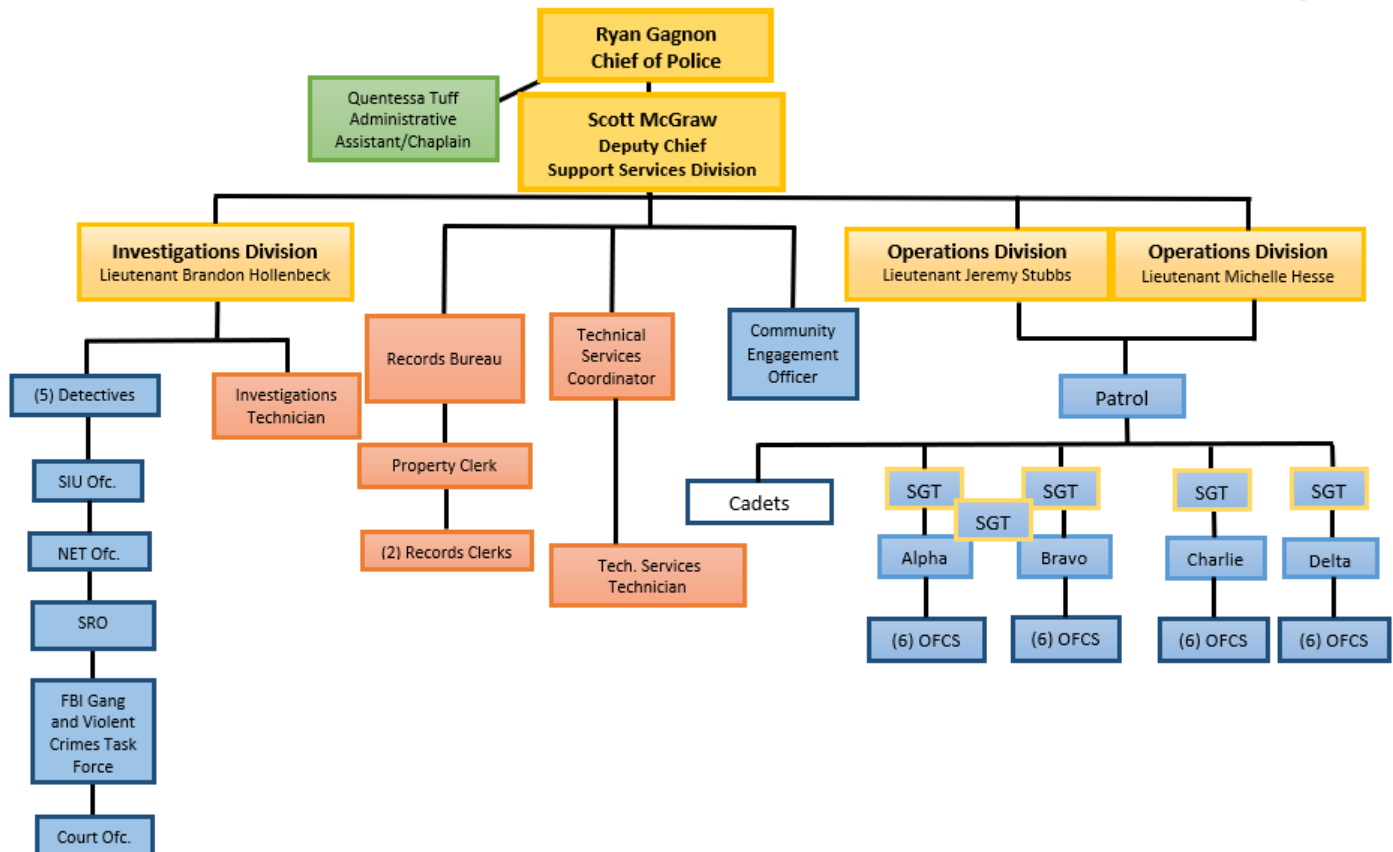 Ryan Gagnon
Chief of Police
Quentessa Tuff
Administrative
Assistant/Chaplain
Scott McGraw
Deputy Chief
Support Services Division
Investigations Division
Lieutenant Brandon Hollenbeck
Operations Division
Lieutenant Jeremy Stubbs
Operations Division
Lieutenant Michelle Hesse
Records Bureau
Technical
Services
Coordinator
Community
Engagement
Officer
(5) Detectives
Investigations
Technician
Patrol
Property Clerk
SIU Ofc.
Cadets
SGT
SGT
SGT
SGT
SGT
NET Ofc.
(2) Records Clerks
Tech. Services
Technician
Alpha
Bravo
Charlie
Delta
SRO
(6) OFCS
(6) OFCS
(6) OFCS
(6) OFCS
FBI Gang
and Violent
Crimes Task
Force
Court Ofc.